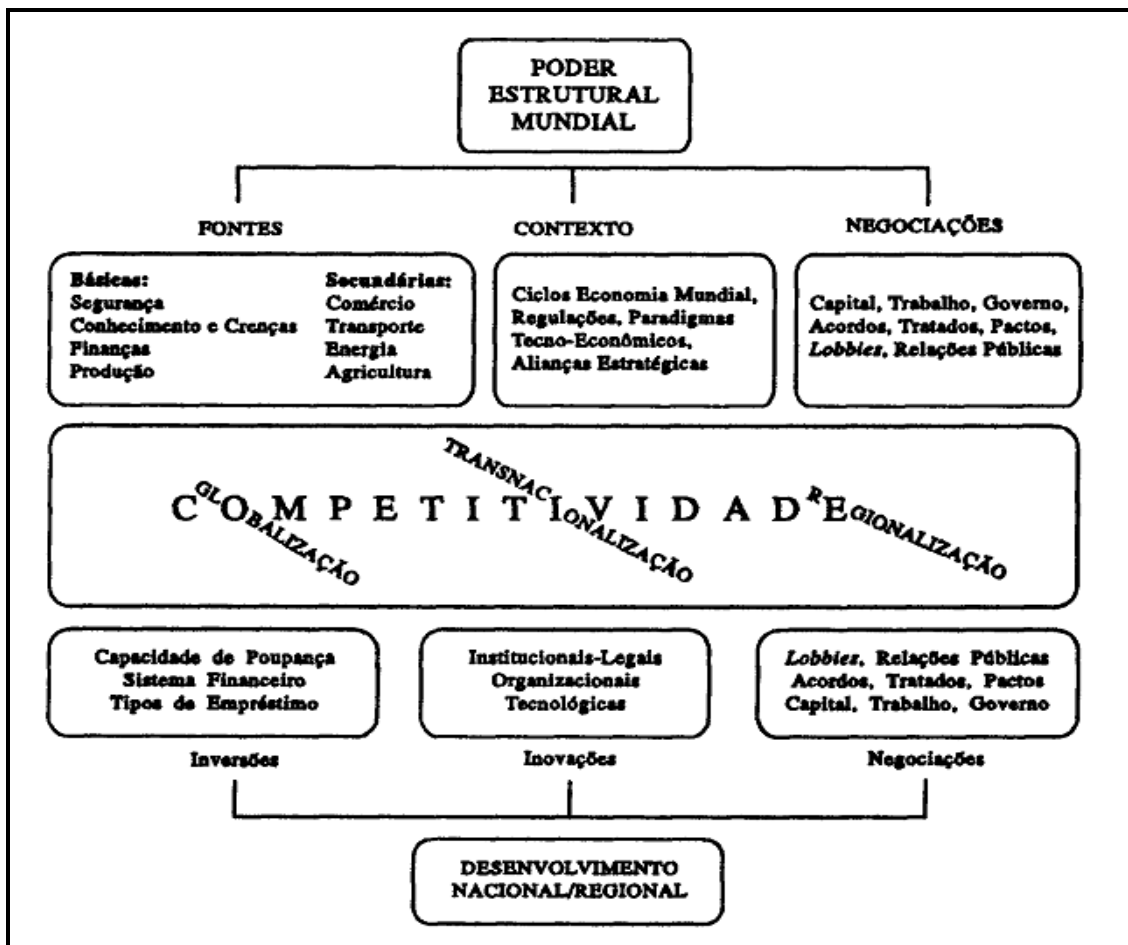 PODER
ESTRUTURAL
MUNDIAL
FONTES
CONTEXTO
NEGOCIAÇÕES
Básicas:
Segurança
Conhecimento e Crenças
Finanças
Produção
Secundárias:
Comércio
Transporte
Energia
Agricultura
Ciclos Economia Mundial,
Regulações, Paradigmas
Tecno-Econômicos,
Alianças Estratégicas
Capital, Trabalho, Governo,
Acordos, Tratados, Pactos,
Lobbies, Relações Públicas
COMPETITIVIDADE
GLOBALIZAÇÃO
TRANSNACIONALIZAÇÃO
REGIONALIZAÇÃO
Capacidade de Poupança
Sistema Financeiro
Tipos de Empréstimo
Institucionais-Legais
Organizacionais
Tecnológicas
Lobbies, Relações Públicas
Acordos, Tratados, Pactos
Capital, Trabalho, Governo
Inversões
Inovações
Negociações
DESENVOLVIMENTO
NACIONAL/REGIONAL